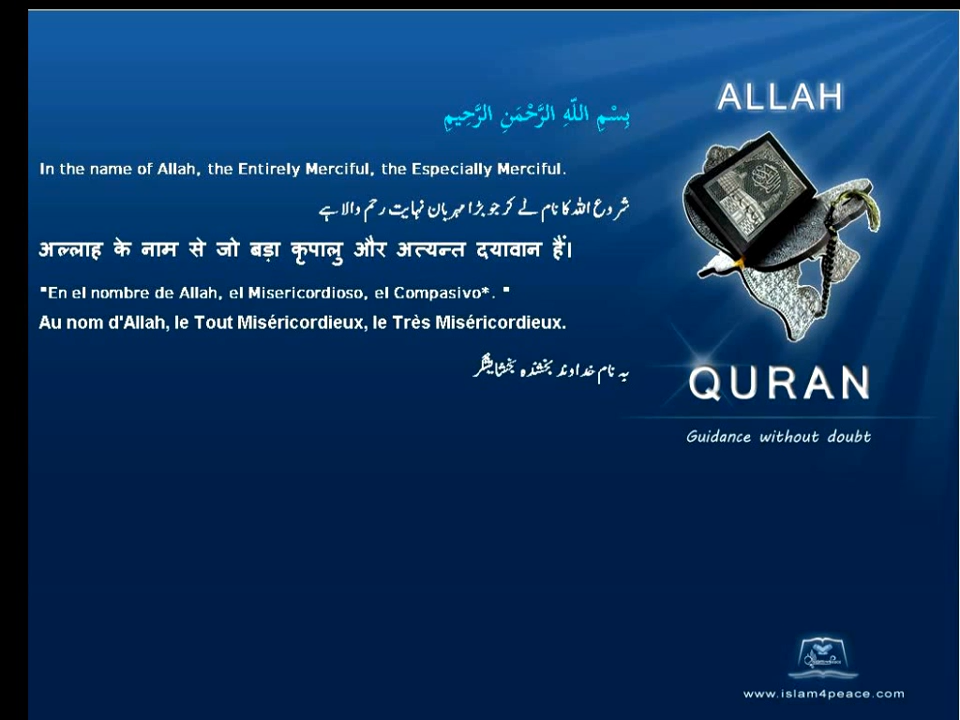 بِسْمِ اللّهِ الرَّحْمَنِ الرَّحِيمِ
In the name of Allah, the Entirely Merciful, the Especially Merciful.
شروع اللہ کا نام لے کر جو بڑا مہربان نہایت رحم والا ہے
अल्लाह के नाम से जो बड़ा कृपालु और अत्यन्त दयावान हैं।
"En el nombre de Allah, el Misericordioso, el Compasivo*. "
Au nom d'Allah, le Tout Miséricordieux, le Très Miséricordieux.
به نام خداوند بخشنده بخشایشگر
ALLAH
QURAN
Guidance without doubt
www.islam4peace.com